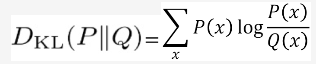 D_KL(P‖Q)=∑_x P(x) log P(x)/Q(x)